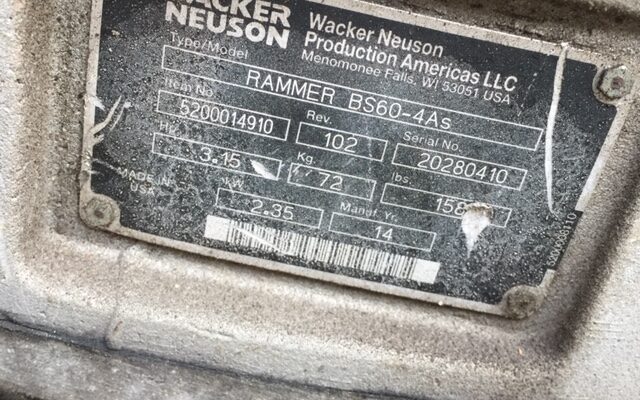 WACKER
NEUSON
Wacker Neuson
Production Americas LLC
Menomonee Falls, WI 53051 USA
Type/Model
RAMMER BS60-4As
Item No. Rev. Serial No.
5200014910 102 20280410
Hp Kg. lbs.
3.15 72 158
MADE IN
USA
kW Manuf. Yr.
2.35 14